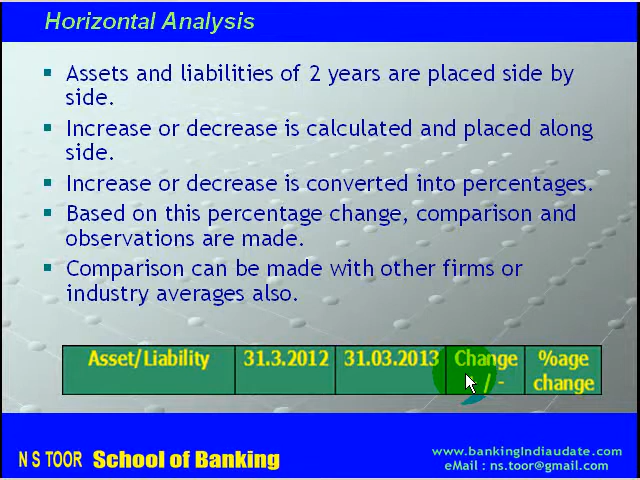 Horizontal Analysis
Assets and liabilities of 2 years are placed side by
side.
Increase or decrease is calculated and placed along
side.
Increase or decrease is converted into percentages.
Based on this percentage change, comparison and
observations are made.
Comparison can be made with other firms or
industry averages also.
Asset/Liability 31.3.2012 31.03.2013 Change %age
/ - change
N S TOOR School of Banking
www.bankingIndiaudate.com
eMail : ns.toor@gmail.com